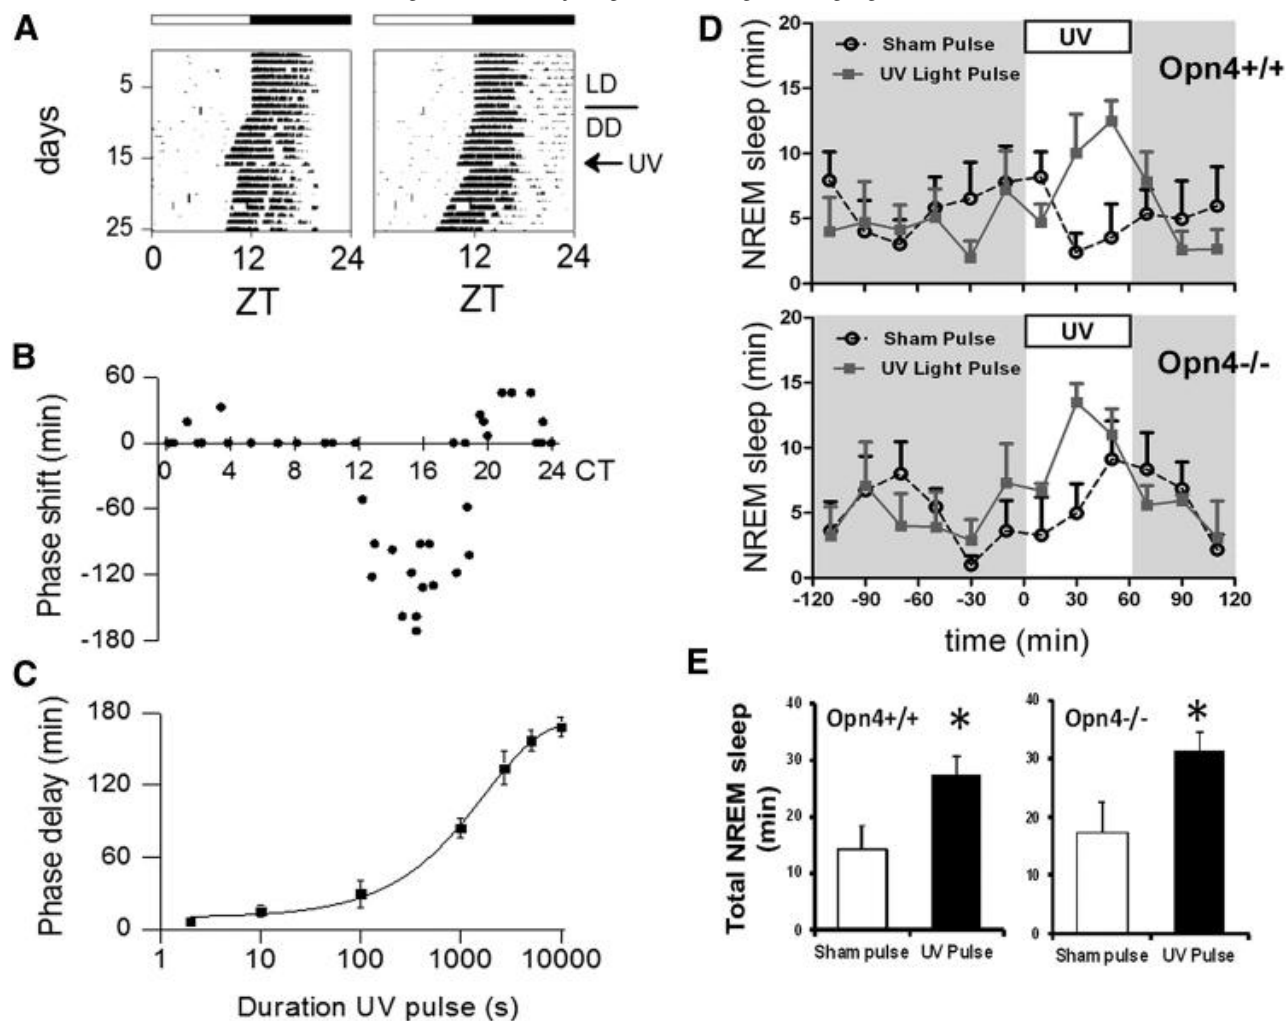 A
LD
DD
UV
days
5
15
25
0 12 24
ZT
0 12 24
ZT
B
Phase shift (min)
60
0
-60
-120
-180
0 4 8 12 16 20 24 CT
C
Phase delay (min)
180
120
60
0
1 10 100 1000 10000
Duration UV pulse (s)
D
NREM sleep (min)
20
15
10
5
0
Sham Pulse
UV Light Pulse
UV
Opn4+/+
NREM sleep (min)
20
15
10
5
0
Sham Pulse
UV Light Pulse
UV
Opn4-/-
-120 -90 -60 -30 0 30 60 90 120
time (min)
E
Total NREM sleep
(min)
40
30
20
10
0
Opn4+/+
*
Sham pulse UV Pulse
40
30
20
10
0
Opn4-/-
*
Sham pulse UV Pulse